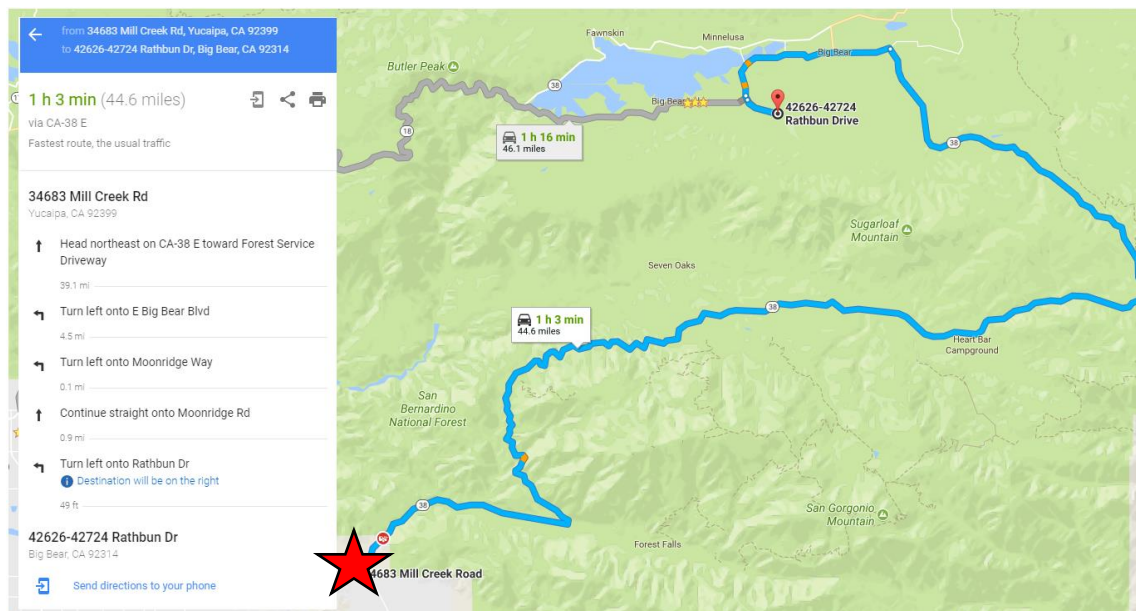 from 34683 Mill Creek Rd, Yucaipa, CA 92399
to 42626-42724 Rathbun Dr, Big Bear, CA 92314
1 h 3 min (44.6 miles)
via CA-38 E
Fastest route, the usual traffic
34683 Mill Creek Rd
Yucaipa, CA 92399
Head northeast on CA-38 E toward Forest Service
Driveway
39.1 mi
Turn left onto E Big Bear Blvd
4.5 mi
Turn left onto Moonridge Way
0.1 mi
Continue straight onto Moonridge Rd
0.9 mi
Turn left onto Rathbun Dr
Destination will be on the right
49 ft
42626-42724 Rathbun Dr
Big Bear, CA 92314
Send directions to your phone
Fawnskin
Minnelusa
Big Bear
Butler Peak
38
18
Big Bear
42626-42724
Rathbun Drive
1 h 16 min
46.1 miles
38
Sugarloaf
Mountain
Seven Oaks
38
1 h 3 min
44.6 miles
Heart Bar
Campground
San
Bernardino
National Forest
38
San Gorgonio
Mountain
Forest Falls
4683 Mill Creek Road